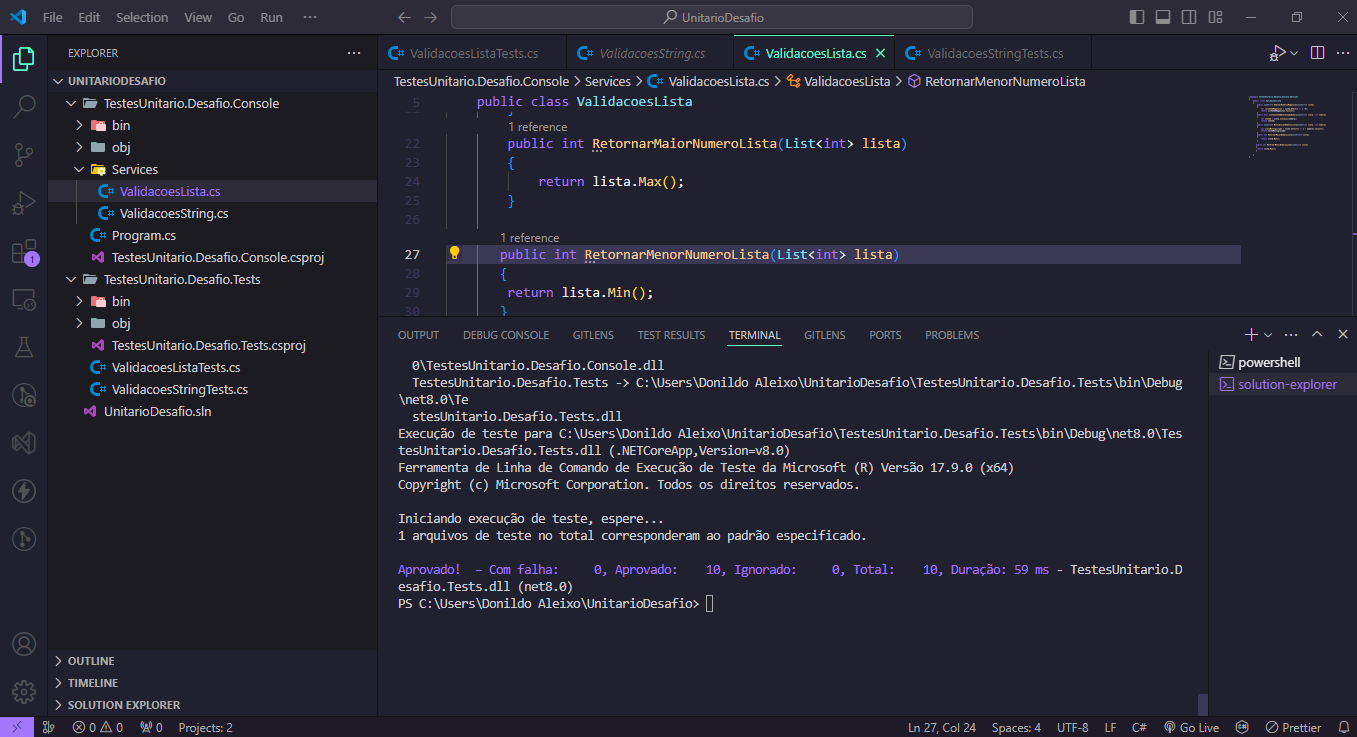 File Edit Selection View Go Run ··· UnitarioDesafio
EXPLORER ···
UNITARIODESAFIO
TestesUnitario.Desafio.Console
bin
obj
Services
ValidacoesLista.cs
ValidacoesString.cs
Program.cs
TestesUnitario.Desafio.Console.csproj
TestesUnitario.Desafio.Tests
bin
obj
TestesUnitario.Desafio.Tests.csproj
ValidacoesListaTests.cs
ValidacoesStringTests.cs
UnitarioDesafio.sln
OUTLINE
TIMELINE
SOLUTION EXPLORER
1
ValidacoesListaTests.cs ValidacoesString.cs ValidacoesLista.cs ValidacoesStringTests.cs
TestesUnitario.Desafio.Console > Services > ValidacoesLista.cs > ValidacoesLista > RetornarMenorNumeroLista
5 public class ValidacoesLista
1 reference
22 public int RetornarMaiorNumeroLista(List<int> lista)
23 {
24 return lista.Max();
25 }
26
1 reference
27 public int RetornarMenorNumeroLista(List<int> lista)
28 {
29 return lista.Min();
30 }
OUTPUT DEBUG CONSOLE GITLENS TEST RESULTS TERMINAL GITLENS PORTS PROBLEMS
0\TestesUnitario.Desafio.Console.dll
TestesUnitario.Desafio.Tests -> C:\Users\Donildo Aleixo\UnitarioDesafio\TestesUnitario.Desafio.Tests\bin\Debug
\net8.0\Te
stesUnitario.Desafio.Tests.dll
Execução de teste para C:\Users\Donildo Aleixo\UnitarioDesafio\TestesUnitario.Desafio.Tests\bin\Debug\net8.0\Tes
tesUnitario.Desafio.Tests.dll (.NETCoreApp,Version=v8.0)
Ferramenta de Linha de Comando de Execução de Teste da Microsoft (R) Versão 17.9.0 (x64)
Copyright (c) Microsoft Corporation. Todos os direitos reservados.
Iniciando execução de teste, espere...
1 arquivos de teste no total corresponderam ao padrão especificado.
Aprovado! – Com falha: 0, Aprovado: 10, Ignorado: 0, Total: 10, Duração: 59 ms - TestesUnitario.D
esafio.Tests.dll (net8.0)
PS C:\Users\Donildo Aleixo\UnitarioDesafio>
powershell
solution-explorer
0 0 0 Projects: 2 Ln 27, Col 24 Spaces: 4 UTF-8 LF C# Go Live Prettier